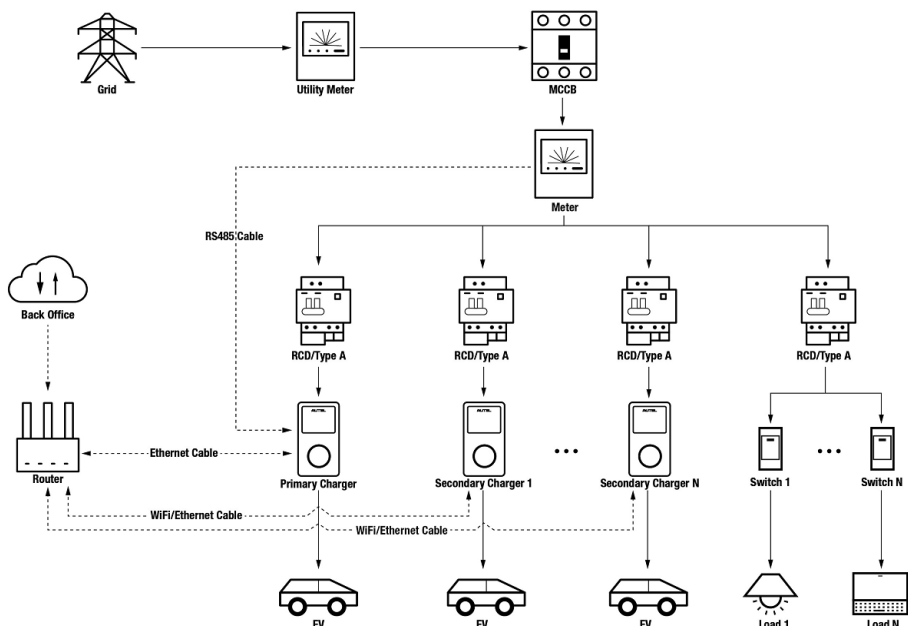 Grid
Utility Meter
MCCB
Meter
RS485 Cable
Back Office
RCD/Type A
RCD/Type A
RCD/Type A
RCD/Type A
AUTEL
AUTEL
AUTEL
Ethernet Cable
Router
Primary Charger
Secondary Charger 1
Secondary Charger N
Switch 1
Switch N
WiFi/Ethernet Cable
WiFi/Ethernet Cable
EV
EV
EV
Load 1
Load N